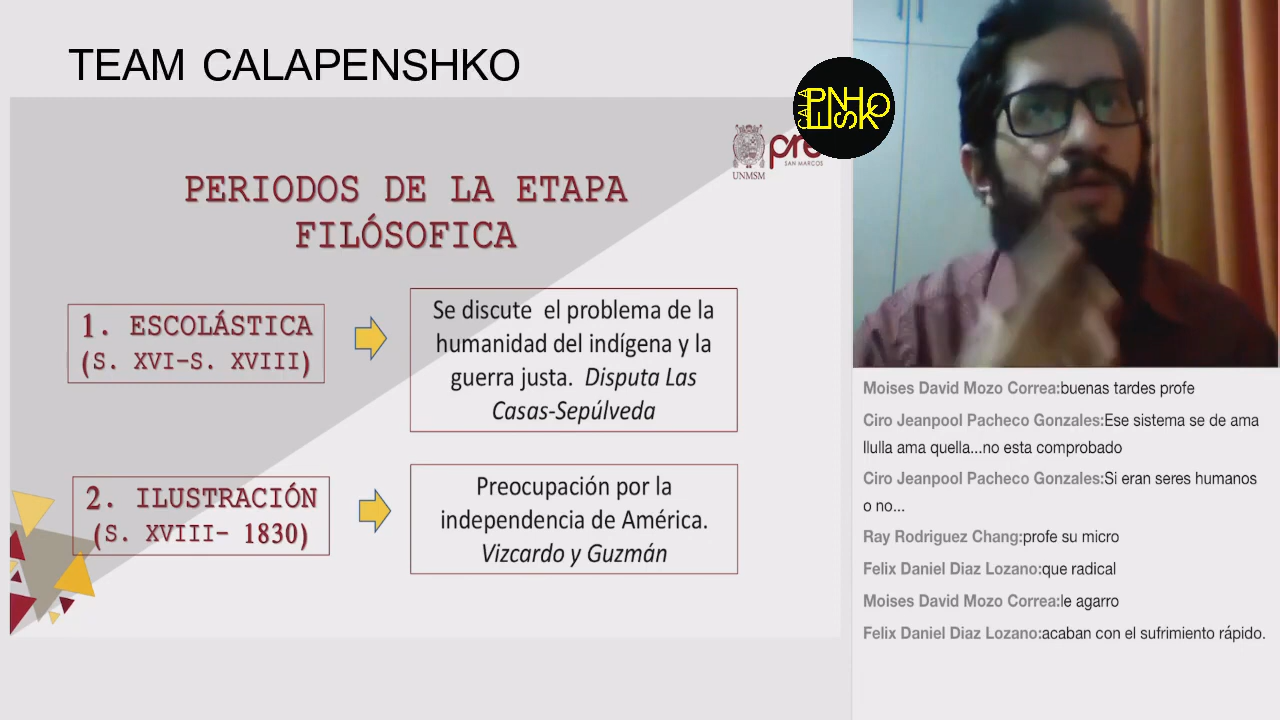 TEAM CALAPENSHKO
CALA
PENHSKO
UNMSM
pre
SAN MARCOS
PERIODOS DE LA ETAPA
FILÓSOFICA
1. ESCOLÁSTICA
(S. XVI-S. XVIII)
Se discute el problema de la
humanidad del indígena y la
guerra justa. Disputa Las
Casas-Sepúlveda
2. ILUSTRACIÓN
(S. XVIII- 1830)
Preocupación por la
independencia de América.
Vizcardo y Guzmán
Moises David Mozo Correa:buenas tardes profe
Ciro Jeanpool Pacheco Gonzales:Ese sistema se de ama
llulla ama quella...no esta comprobado
Ciro Jeanpool Pacheco Gonzales:Si eran seres humanos
o no...
Ray Rodriguez Chang:profe su micro
Felix Daniel Diaz Lozano:que radical
Moises David Mozo Correa:le agarro
Felix Daniel Diaz Lozano:acaban con el sufrimiento rápido.